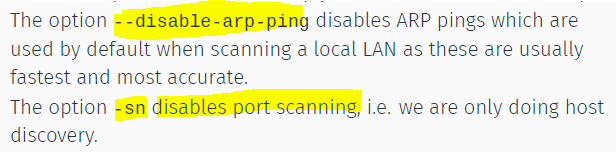 The option --disable-arp-ping disables ARP pings which are
used by default when scanning a local LAN as these are usually
fastest and most accurate.
The option -sn disables port scanning, i.e. we are only doing host
discovery.